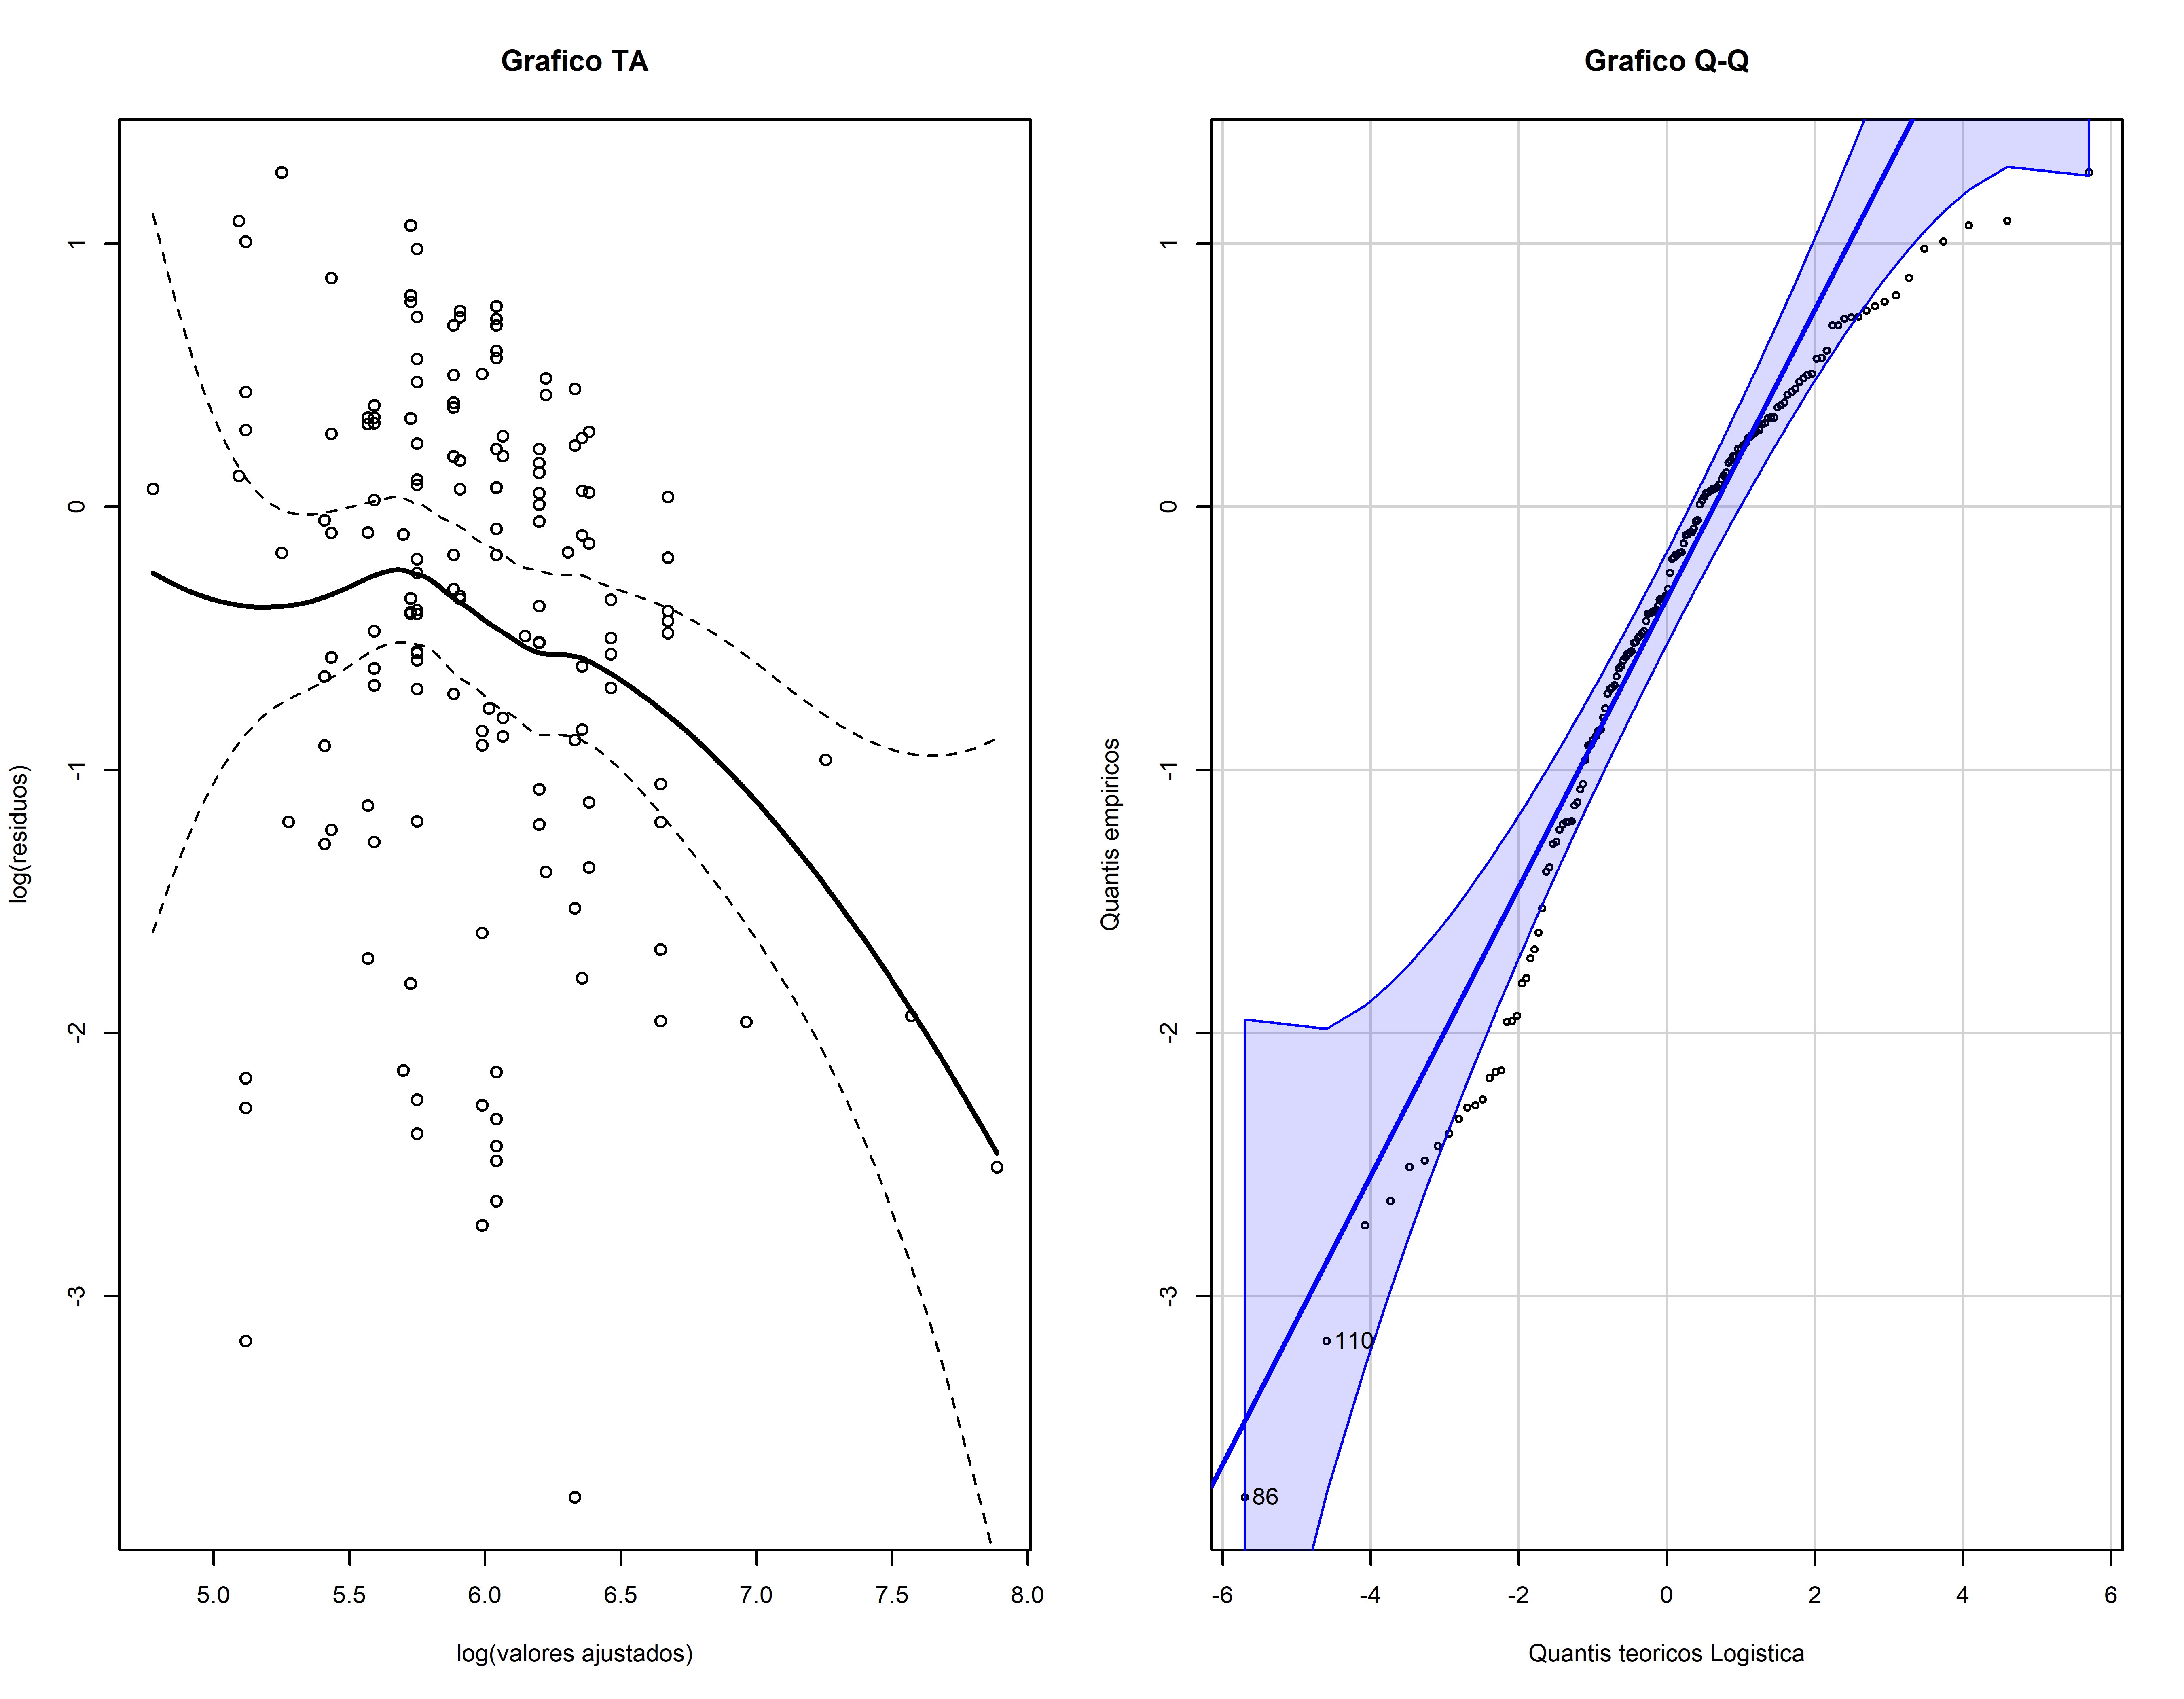 Grafico TA
log(residuos)
1
0
-1
-2
-3
5.0 5.5 6.0 6.5 7.0 7.5 8.0
log(valores ajustados)
Grafico Q-Q
Quantis empiricos
1
0
-1
-2
-3
110
86
-6 -4 -2 0 2 4 6
Quantis teoricos Logistica